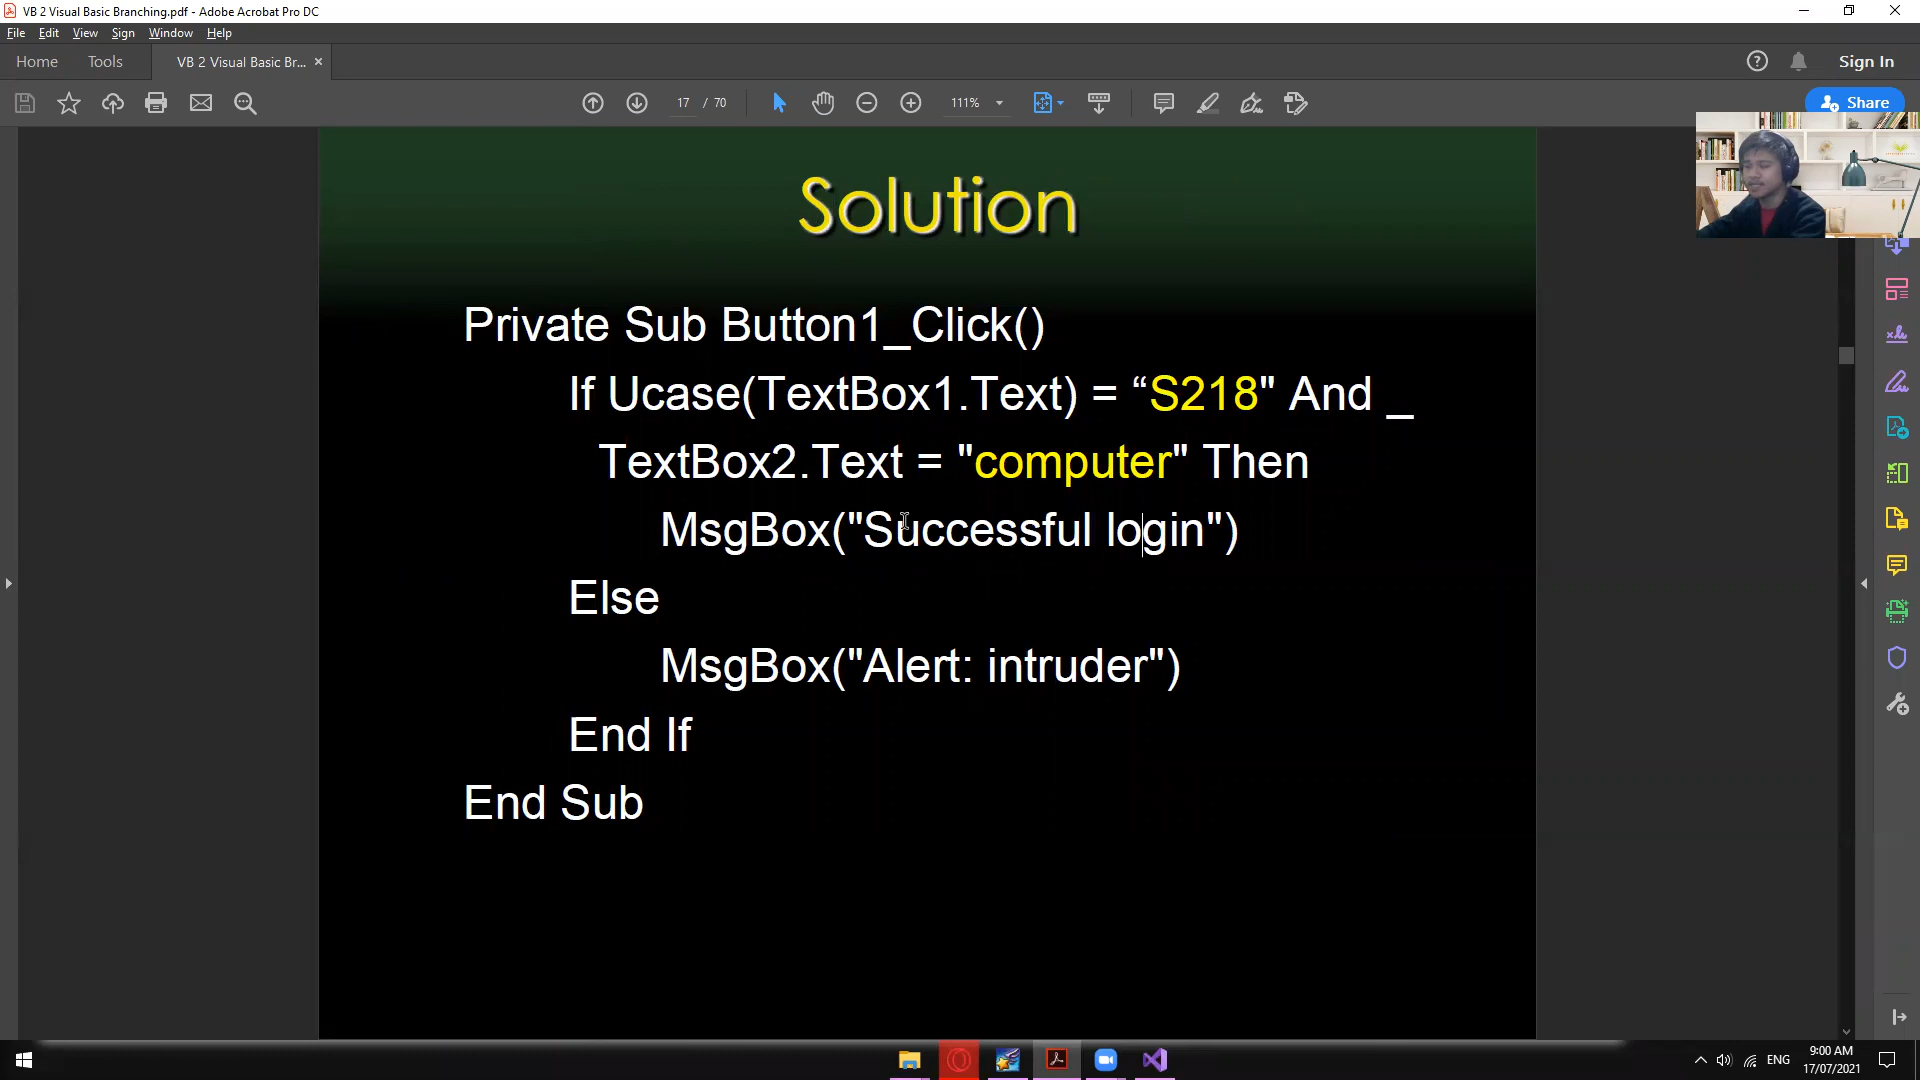 VB 2 Visual Basic Branching.pdf - Adobe Acrobat Pro DC
File Edit View Sign Window Help
Home Tools VB 2 Visual Basic Br... × Sign In
17 / 70 111% Share
Solution
Private Sub Button1_Click()
If Ucase(TextBox1.Text) = “S218" And _
TextBox2.Text = "computer" Then
MsgBox("Successful login")
Else
MsgBox("Alert: intruder")
End If
End Sub
ENG
9:00 AM
17/07/2021